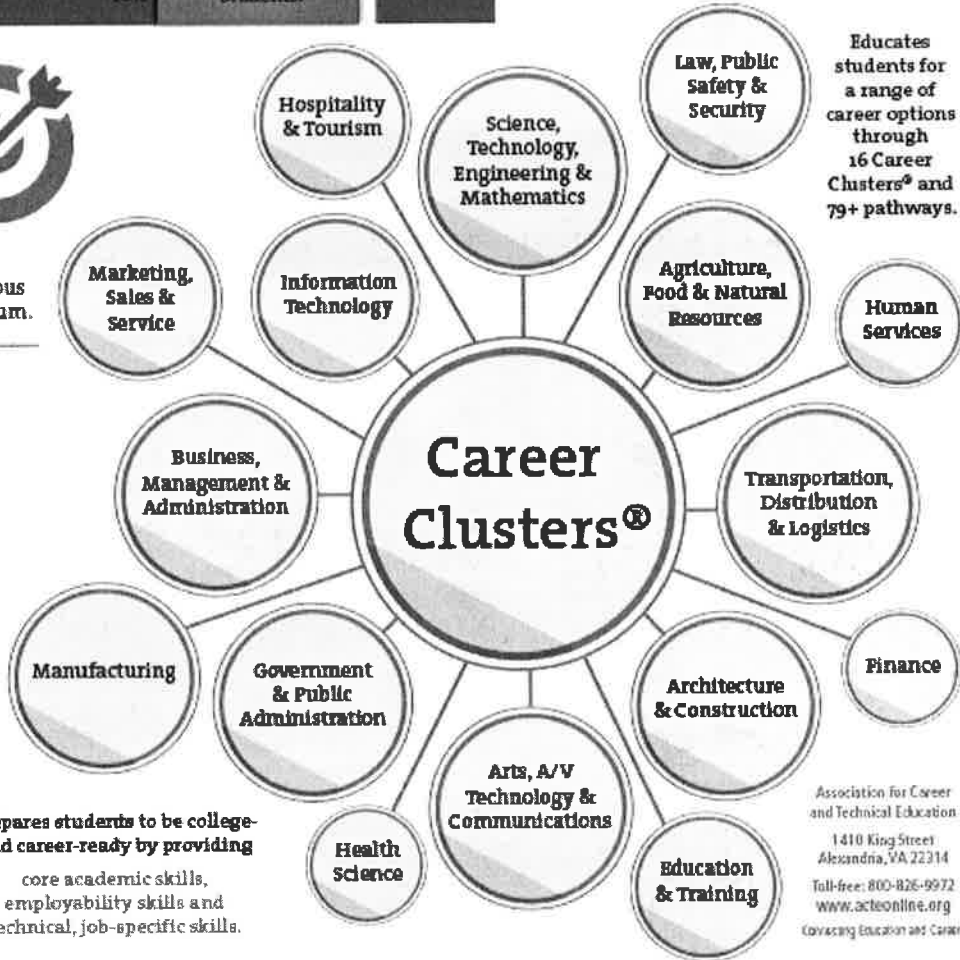 Educates
students for
a range of
career options
through
16 Career
Clusters® and
79+ pathways.
Hospitality
& Tourism
Science,
Technology,
Engineering &
Mathematics
Law, Public
Safety &
Security
Marketing,
Sales &
Service
Information
Technology
Agriculture,
Food & Natural
Resources
Human
Services
Business,
Management &
Administration
Career
Clusters®
Transportation,
Distribution
& Logistics
Manufacturing
Government
& Public
Administration
Architecture
& Construction
Finance
Arts, A/V
Technology &
Communications
Health
Science
Education
& Training
pares students to be college-
d career-ready by providing
core academic skills,
employability skills and
echnical, job-specific skills.
Association for Career
and Technical Education
1410 King Street
Alexandria, VA 22314
Toll-free: 800-826-9972
www.acteonline.org
Connecting Education and Career